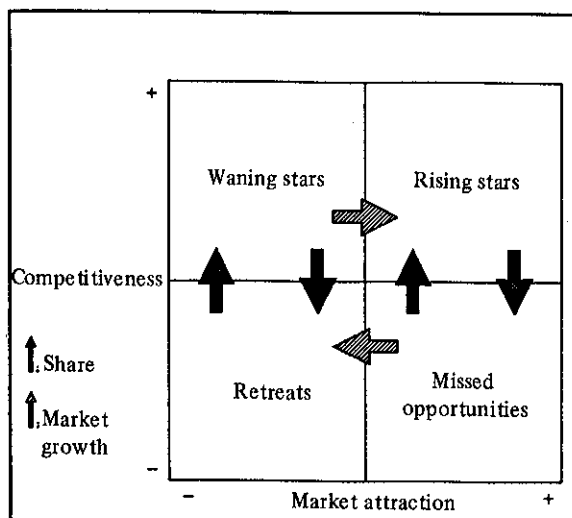 +
Waning stars
Rising stars
Competitiveness
: Share
Retreats
Missed
opportunities
: Market
growth
–
– Market attraction +